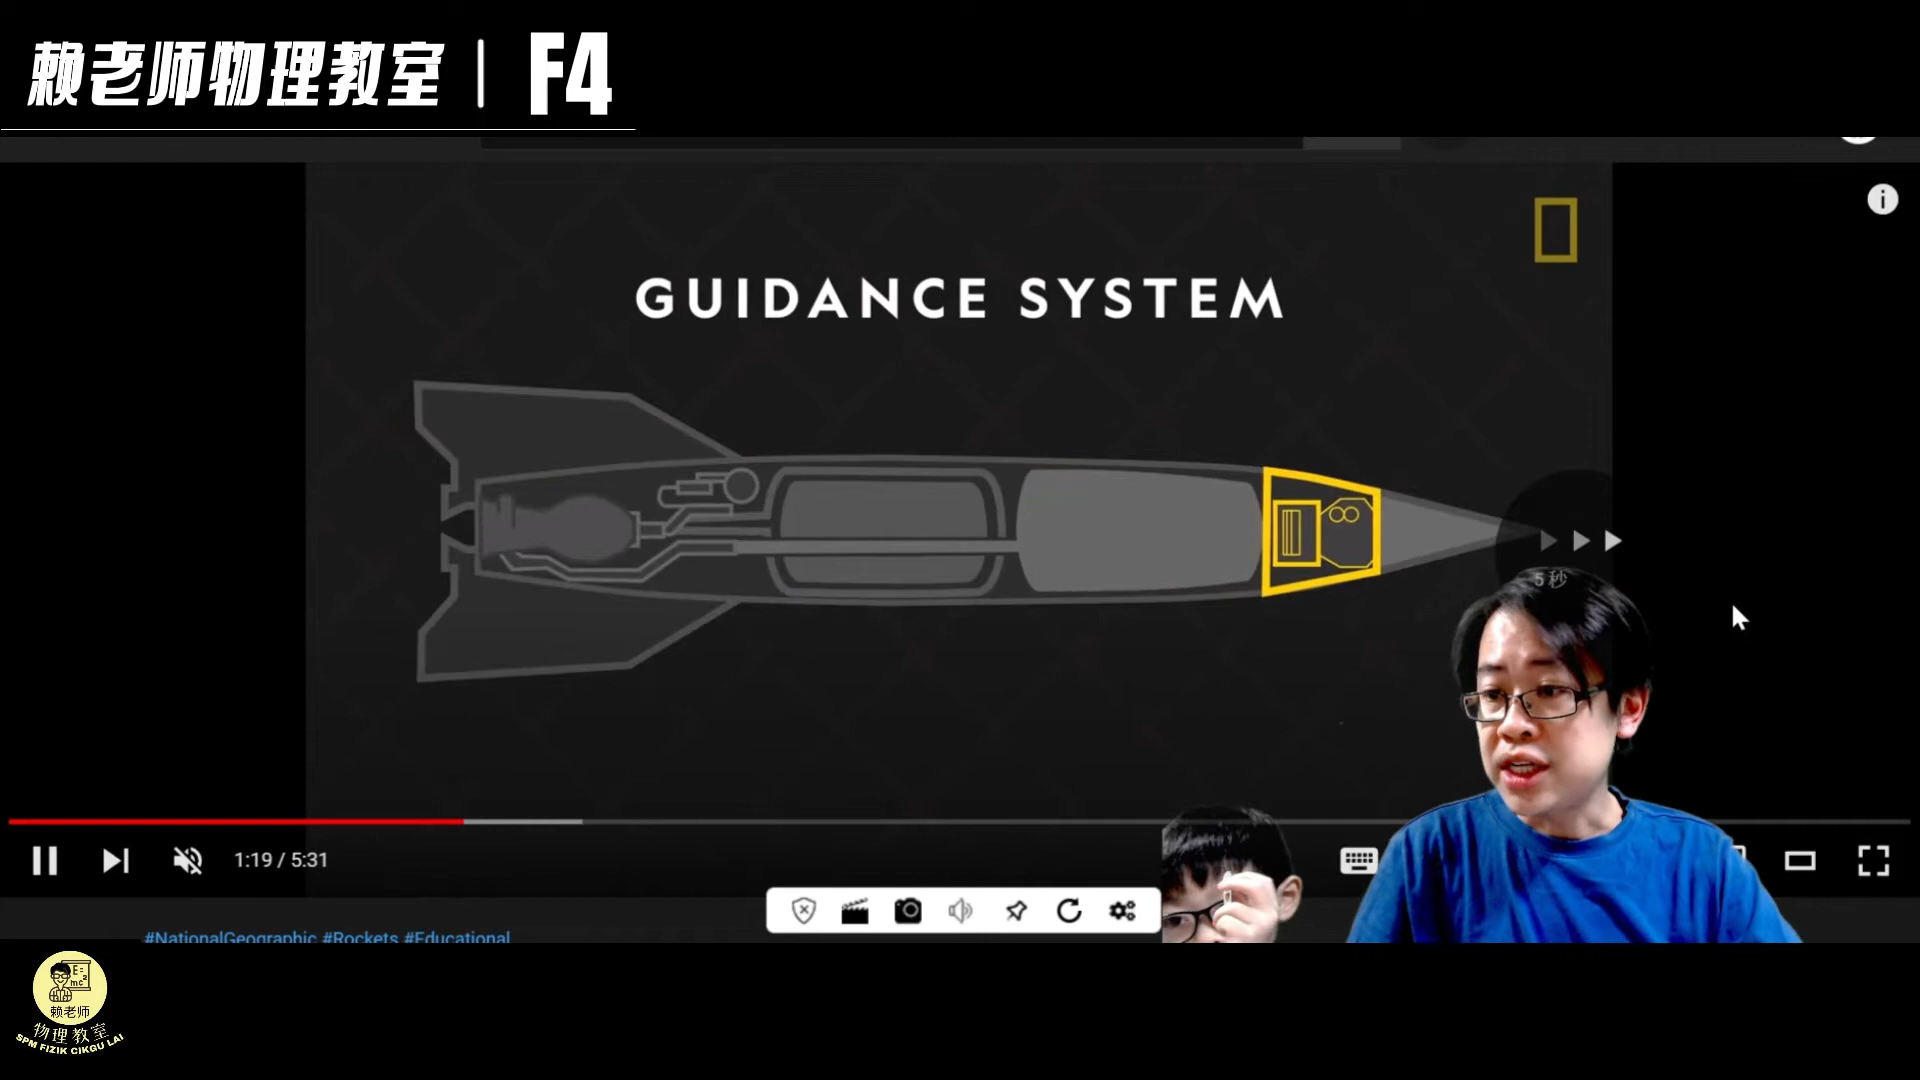 赖老师物理教室 | F4
GUIDANCE SYSTEM
5 秒
1:19 / 5:31
#NationalGeographic #Rockets #Educational
E=
mc²
赖老师
物理教室
SPM FIZIK CIKGU LAI